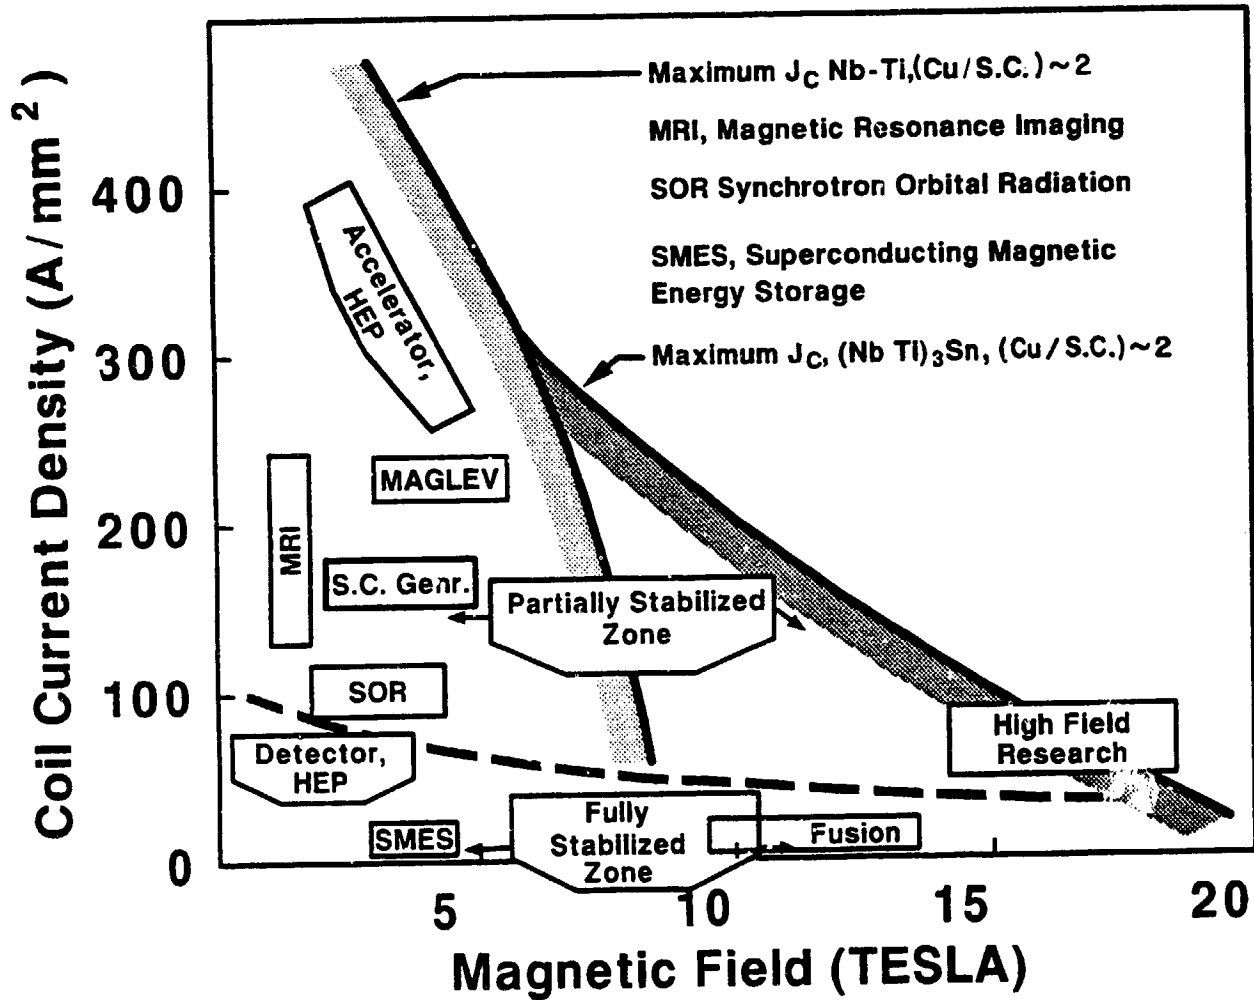 Coil Current Density (A/mm²)
400
300
200
100
0
Maximum J_C Nb-Ti,(Cu/S.C.)~2
MRI, Magnetic Resonance Imaging
SOR Synchrotron Orbital Radiation
SMES, Superconducting Magnetic
Energy Storage
Maximum J_C, (Nb Ti)₃Sn, (Cu/S.C.)~2
Accelerator,
HEP
MAGLEV
MRI
S.C. Genr.
Partially Stabilized
Zone
SOR
High Field
Research
Detector,
HEP
Fully
Stabilized
Zone
SMES
Fusion
5
10
15
20
Magnetic Field (TESLA)